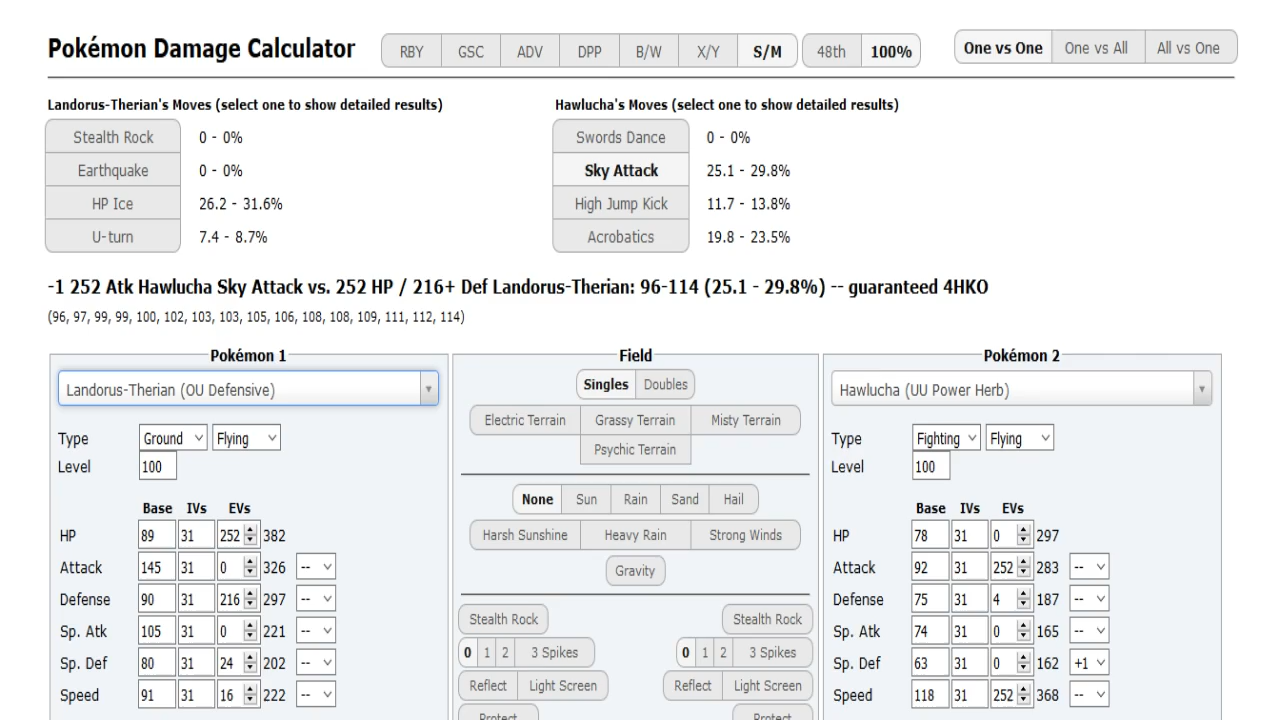 Pokémon Damage Calculator RBY GSC ADV DPP B/W X/Y S/M 48th 100% One vs One One vs All All vs One
Landorus-Therian's Moves (select one to show detailed results) Hawlucha's Moves (select one to show detailed results)
Stealth Rock 0 - 0% Swords Dance 0 - 0%
Earthquake 0 - 0% Sky Attack 25.1 - 29.8%
HP Ice 26.2 - 31.6% High Jump Kick 11.7 - 13.8%
U-turn 7.4 - 8.7% Acrobatics 19.8 - 23.5%
-1 252 Atk Hawlucha Sky Attack vs. 252 HP / 216+ Def Landorus-Therian: 96-114 (25.1 - 29.8%) -- guaranteed 4HKO
(96, 97, 99, 99, 100, 102, 103, 103, 105, 106, 108, 108, 109, 111, 112, 114)
Pokémon 1
Landorus-Therian (OU Defensive)
Type Ground Flying
Level 100
Base IVs EVs
HP 89 31 252 382
Attack 145 31 0 326 --
Defense 90 31 216 297 --
Sp. Atk 105 31 0 221 --
Sp. Def 80 31 24 202 --
Speed 91 31 16 222 --
Field
Singles Doubles
Electric Terrain Grassy Terrain Misty Terrain
Psychic Terrain
None Sun Rain Sand Hail
Harsh Sunshine Heavy Rain Strong Winds
Gravity
Stealth Rock Stealth Rock
0 1 2 3 Spikes 0 1 2 3 Spikes
Reflect Light Screen Reflect Light Screen
Protect Protect
Pokémon 2
Hawlucha (UU Power Herb)
Type Fighting Flying
Level 100
Base IVs EVs
HP 78 31 0 297
Attack 92 31 252 283 --
Defense 75 31 4 187 --
Sp. Atk 74 31 0 165 --
Sp. Def 63 31 0 162 +1
Speed 118 31 252 368 --